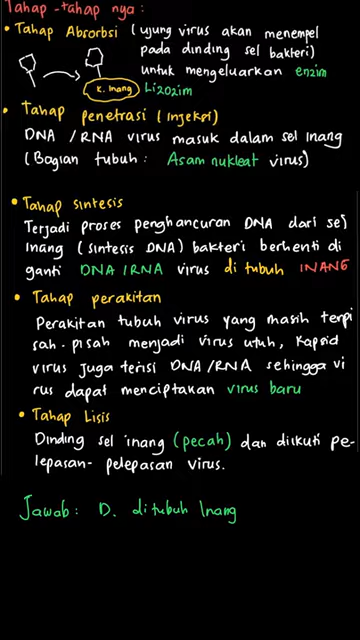 Tahap - tahap nya :
• Tahap Absorbsi (ujung virus akan menempel
pada dinding sel bakteri)
untuk mengeluarkan enzim
Lizozim
K. Inang
• Tahap penetrasi (injeksi)
DNA / RNA virus masuk dalam sel inang
(Bagian tubuh : Asam nukleat virus)
• Tahap sintesis
Terjadi proses penghancuran DNA dari se
inang (sintesis DNA) bakteri berhenti di
ganti DNA / RNA virus di tubuh INANG
• Tahap perakitan
Perakitan tubuh virus yang masih terpi
sah-pisah menjadi virus utuh, Kapsid
virus juga terisi DNA / RNA sehingga vi
rus dapat menciptakan virus baru
• Tahap Lisis
Dinding sel inang (pecah) dan diikuti pe-
lepasan- pelepasan virus.
Jawab : D. ditubuh Inang